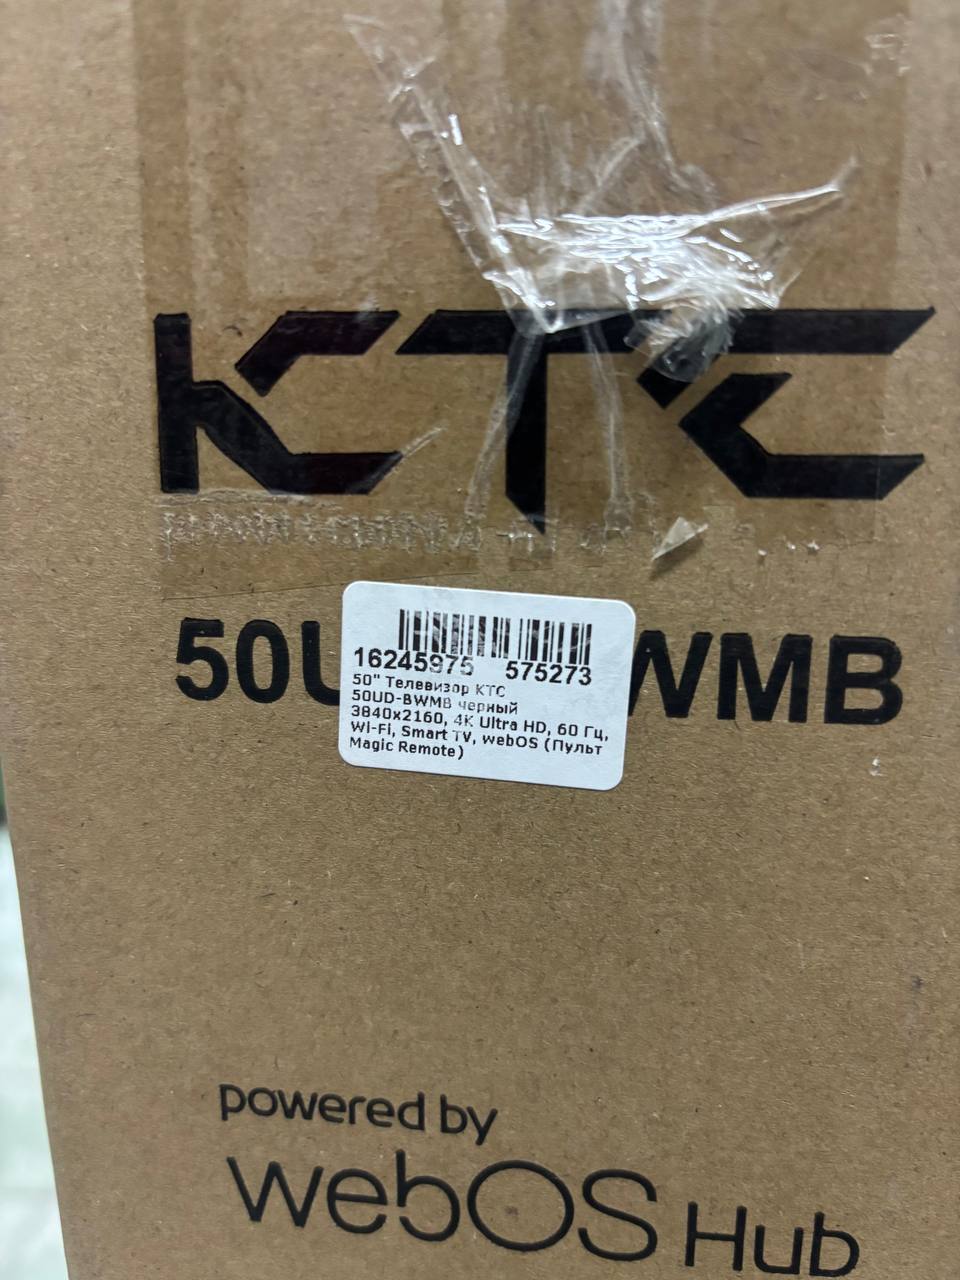 KTC
50U WMB
16245975 575273
50" Телевизор KTC
50UD-BWMB черный
3840x2160, 4K Ultra HD, 60 Гц,
Wi-Fi, Smart TV, webOS (Пульт
Magic Remote)
powered by
webOS Hub